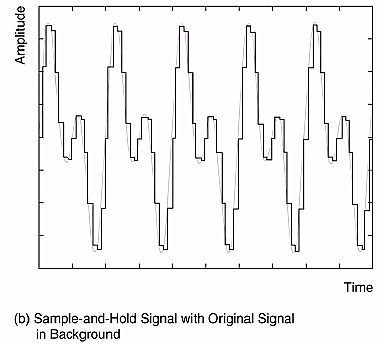 Amplitude
Time
(b) Sample-and-Hold Signal with Original Signal
in Background